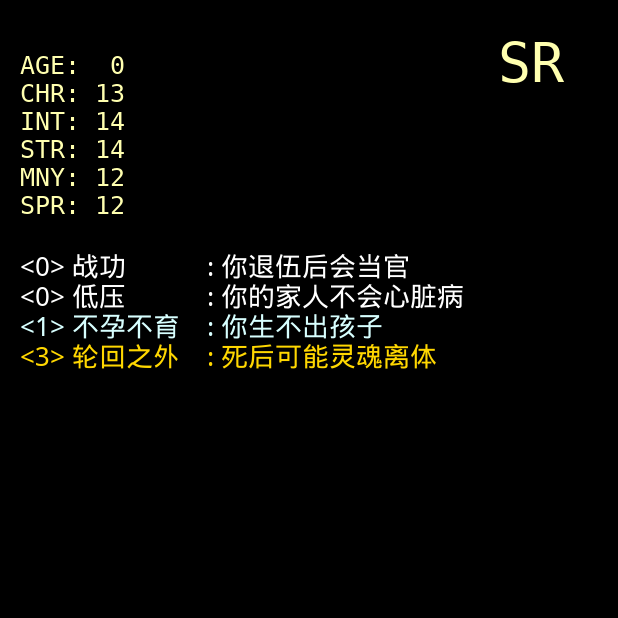 SR
AGE: 0
CHR: 13
INT: 14
STR: 14
MNY: 12
SPR: 12
<0> 战功 : 你退伍后会当官
<0> 低压 : 你的家人不会心脏病
<1> 不孕不育 : 你生不出孩子
<3> 轮回之外 : 死后可能灵魂离体